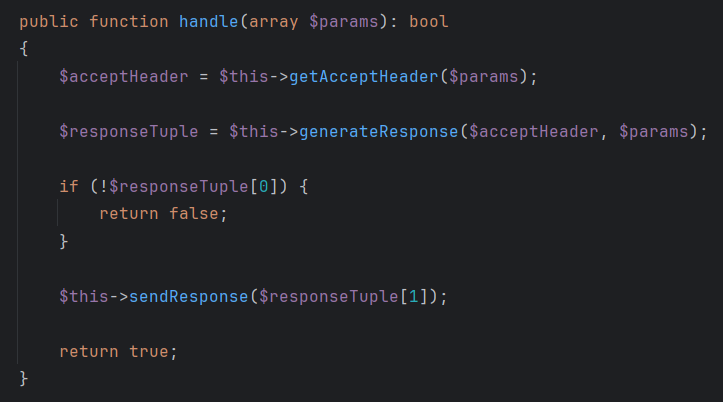 public function handle(array $params): bool
{
    $acceptHeader = $this->getAcceptHeader($params);

    $responseTuple = $this->generateResponse($acceptHeader, $params);

    if (!$responseTuple[0]) {
        return false;
    }

    $this->sendResponse($responseTuple[1]);

    return true;
}